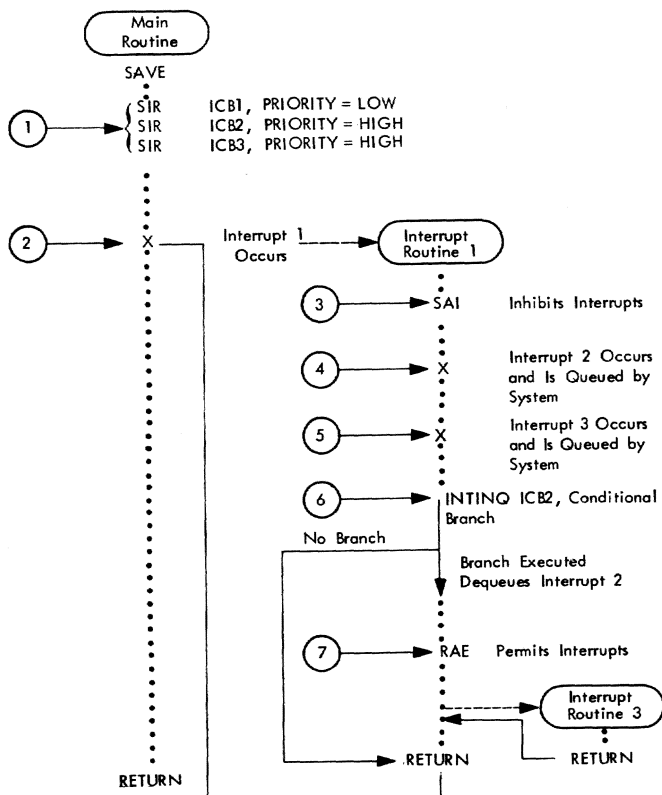 Main
Routine
SAVE
1
SIR ICB1, PRIORITY = LOW
SIR ICB2, PRIORITY = HIGH
SIR ICB3, PRIORITY = HIGH
2
X
Interrupt 1
Occurs
Interrupt
Routine 1
3
SAI Inhibits Interrupts
4
X
Interrupt 2 Occurs
and Is Queued by
System
5
X
Interrupt 3 Occurs
and Is Queued by
System
6
INTINQ ICB2, Conditional
Branch
No Branch
Branch Executed
Dequeues Interrupt 2
7
RAE Permits Interrupts
Interrupt
Routine 3
RETURN
RETURN
RETURN